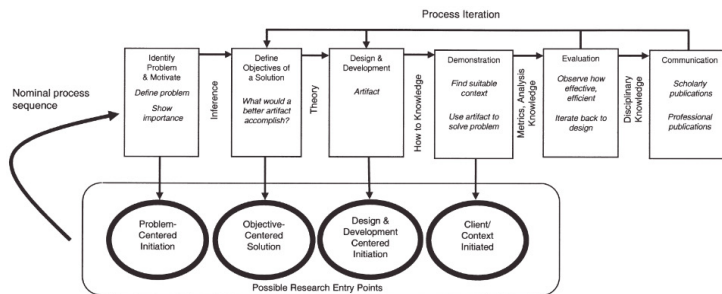 Process Iteration
Nominal process
sequence
Identify
Problem
& Motivate
Define problem
Show
importance
Inference
Define
Objectives of
a Solution
What would a
better artifact
accomplish?
Theory
Design &
Development
Artifact
How to Knowledge
Demonstration
Find suitable
context
Use artifact to
solve problem
Metrics, Analysis
Knowledge
Evaluation
Observe how
effective,
efficient
Iterate back to
design
Disciplinary
Knowledge
Communication
Scholarly
publications
Professional
publications
Problem-
Centered
Initiation
Objective-
Centered
Solution
Design &
Development
Centered
Initiation
Client/
Context
Initiated
Possible Research Entry Points